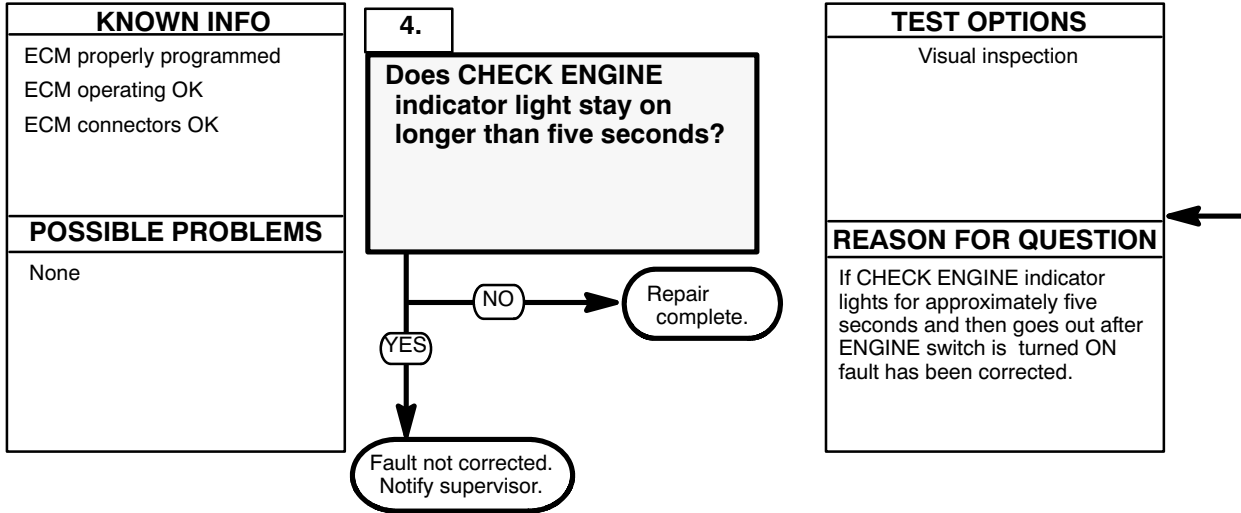 KNOWN INFO
ECM properly programmed
ECM operating OK
ECM connectors OK
POSSIBLE PROBLEMS
None
4.
Does CHECK ENGINE
indicator light stay on
longer than five seconds?
NO
Repair
complete.
YES
Fault not corrected.
Notify supervisor.
TEST OPTIONS
Visual inspection
REASON FOR QUESTION
If CHECK ENGINE indicator
lights for approximately five
seconds and then goes out after
ENGINE switch is turned ON
fault has been corrected.